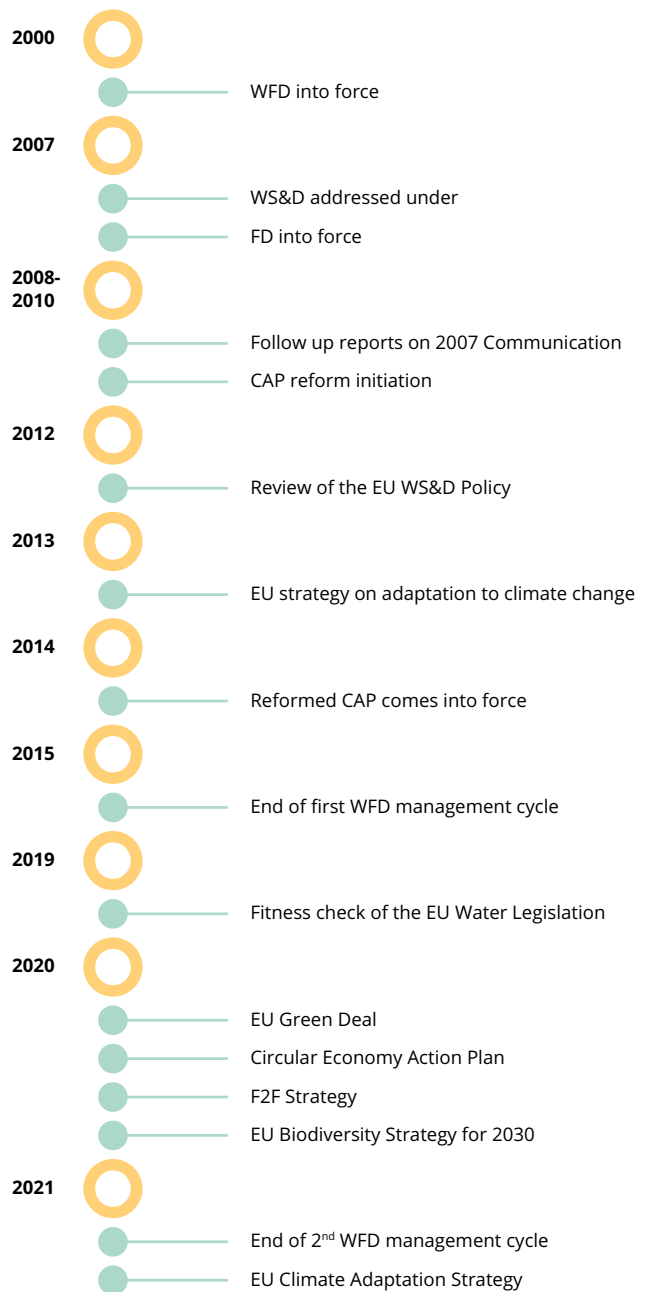 2000
WFD into force
2007
WS&D addressed under
FD into force
2008-
2010
Follow up reports on 2007 Communication
CAP reform initiation
2012
Review of the EU WS&D Policy
2013
EU strategy on adaptation to climate change
2014
Reformed CAP comes into force
2015
End of first WFD management cycle
2019
Fitness check of the EU Water Legislation
2020
EU Green Deal
Circular Economy Action Plan
F2F Strategy
EU Biodiversity Strategy for 2030
2021
End of 2nd WFD management cycle
EU Climate Adaptation Strategy